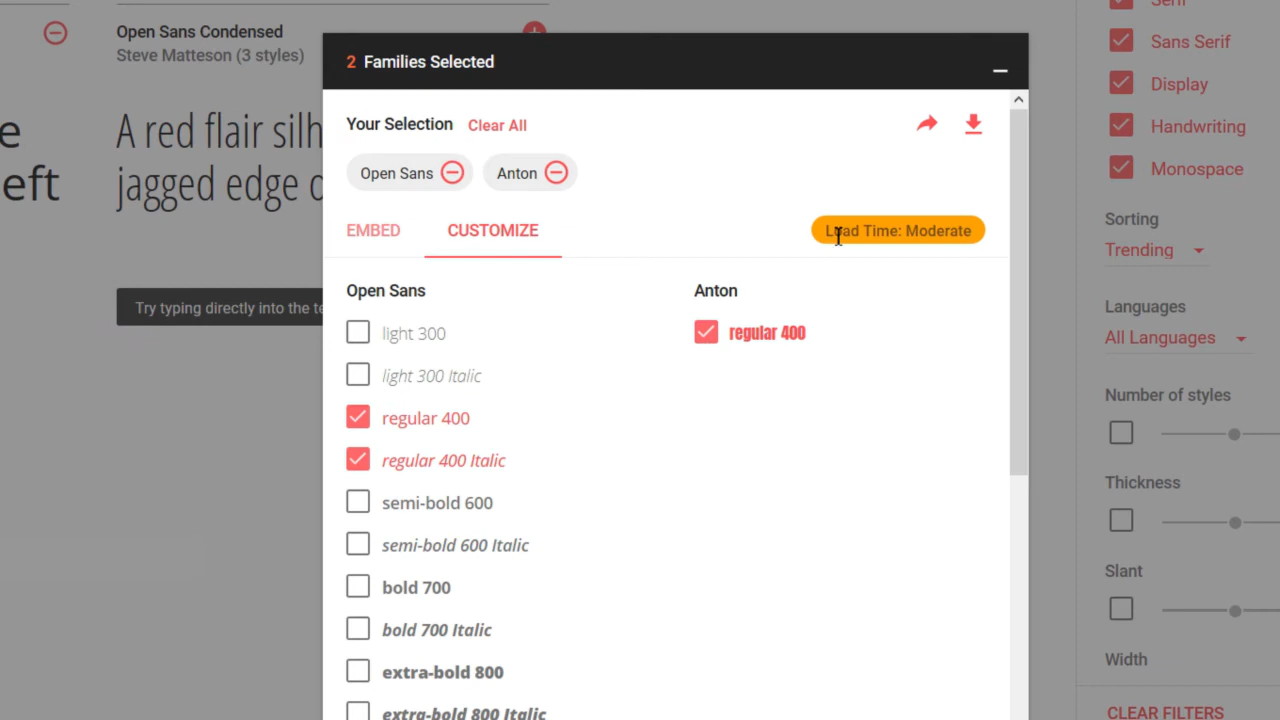 Open Sans Condensed
Steve Matteson (3 styles)
e
eft
A red flair silh
jagged edge
Try typing directly into the te
2 Families Selected
Your Selection Clear All
Open Sans
Anton
EMBED
CUSTOMIZE
Load Time: Moderate
Open Sans
light 300
light 300 Italic
regular 400
regular 400 Italic
semi-bold 600
semi-bold 600 Italic
bold 700
bold 700 Italic
extra-bold 800
extra-bold 800 Italic
Anton
regular 400
Serif
Sans Serif
Display
Handwriting
Monospace
Sorting
Trending
Languages
All Languages
Number of styles
Thickness
Slant
Width
CLEAR FILTERS